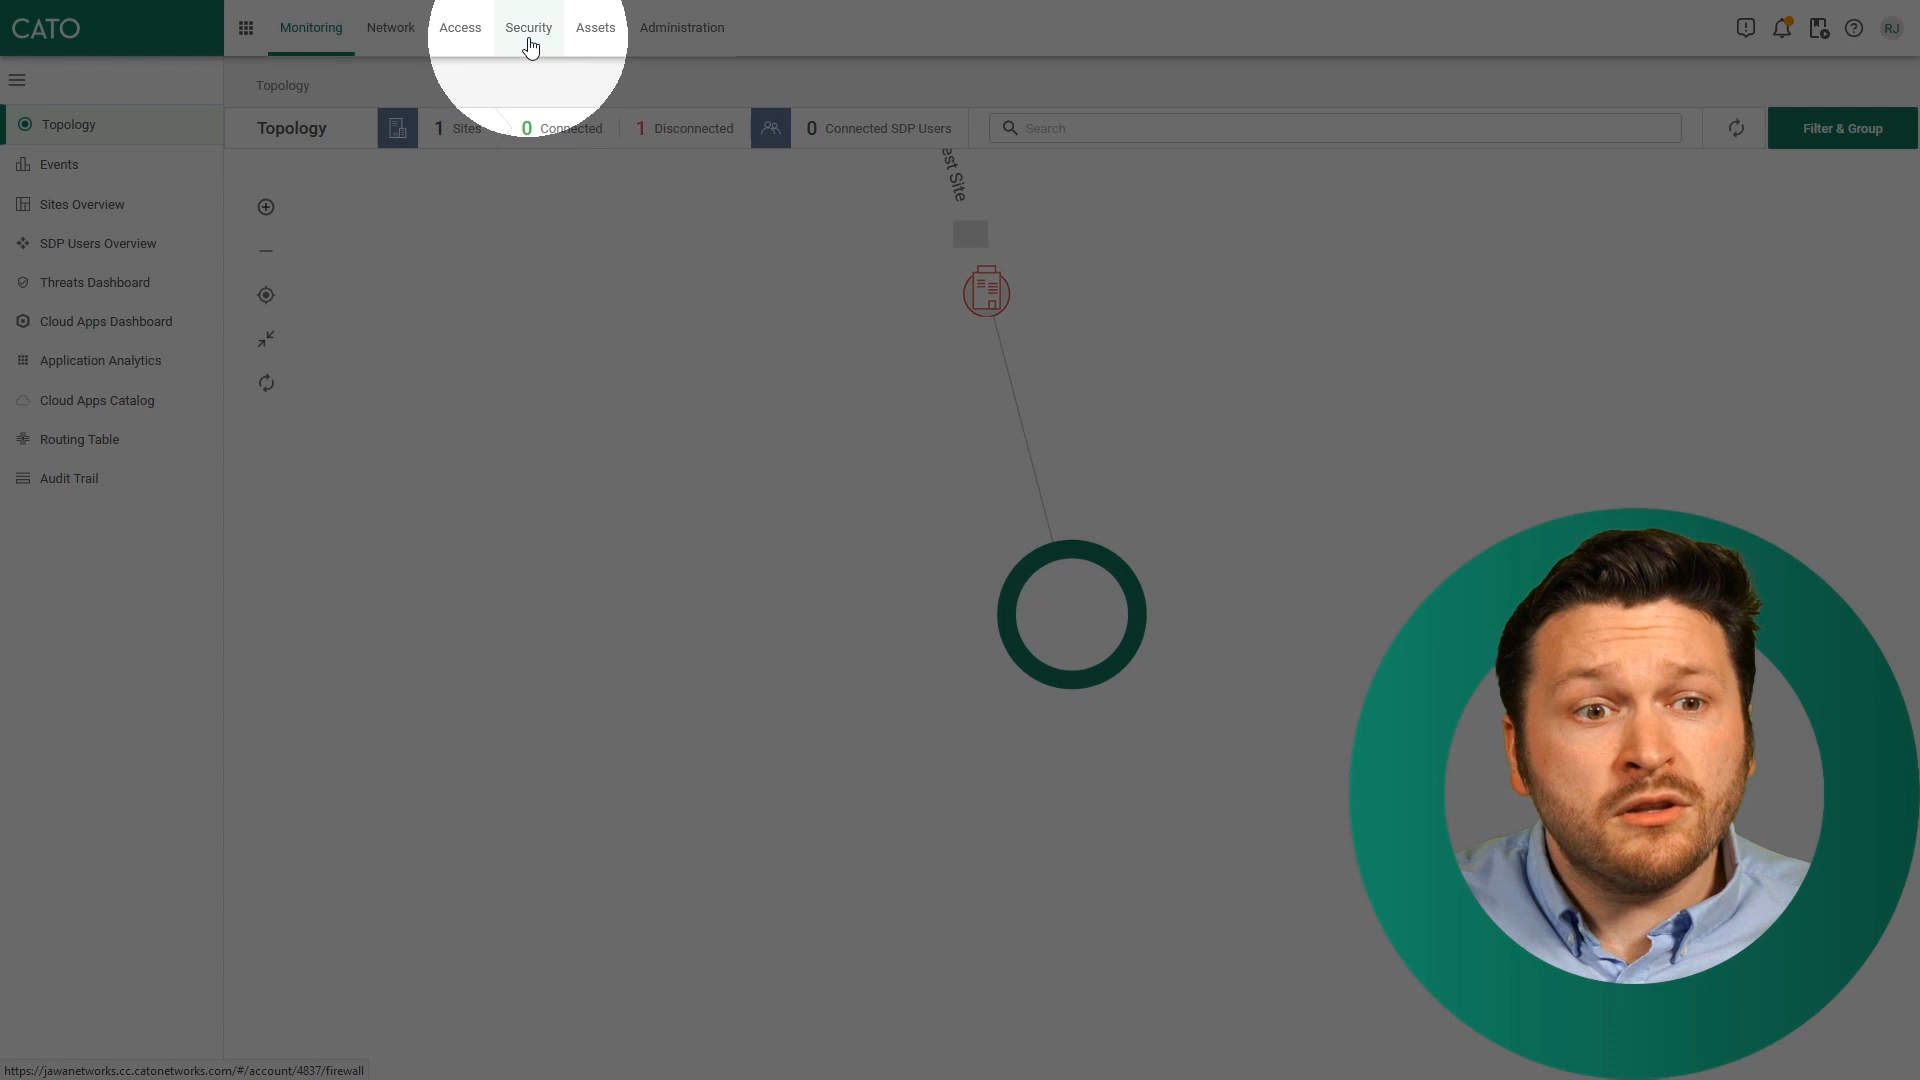 CATO
Monitoring
Network
Access
Security
Assets
Administration
RJ
Topology
Topology
1 Sites
0 Connected
1 Disconnected
0 Connected SDP Users
Search
Filter & Group
Topology
Events
Sites Overview
SDP Users Overview
Threats Dashboard
Cloud Apps Dashboard
Application Analytics
Cloud Apps Catalog
Routing Table
Audit Trail
est Site
https://jawanetworks.cc.catonetworks.com/#/account/4837/firewall